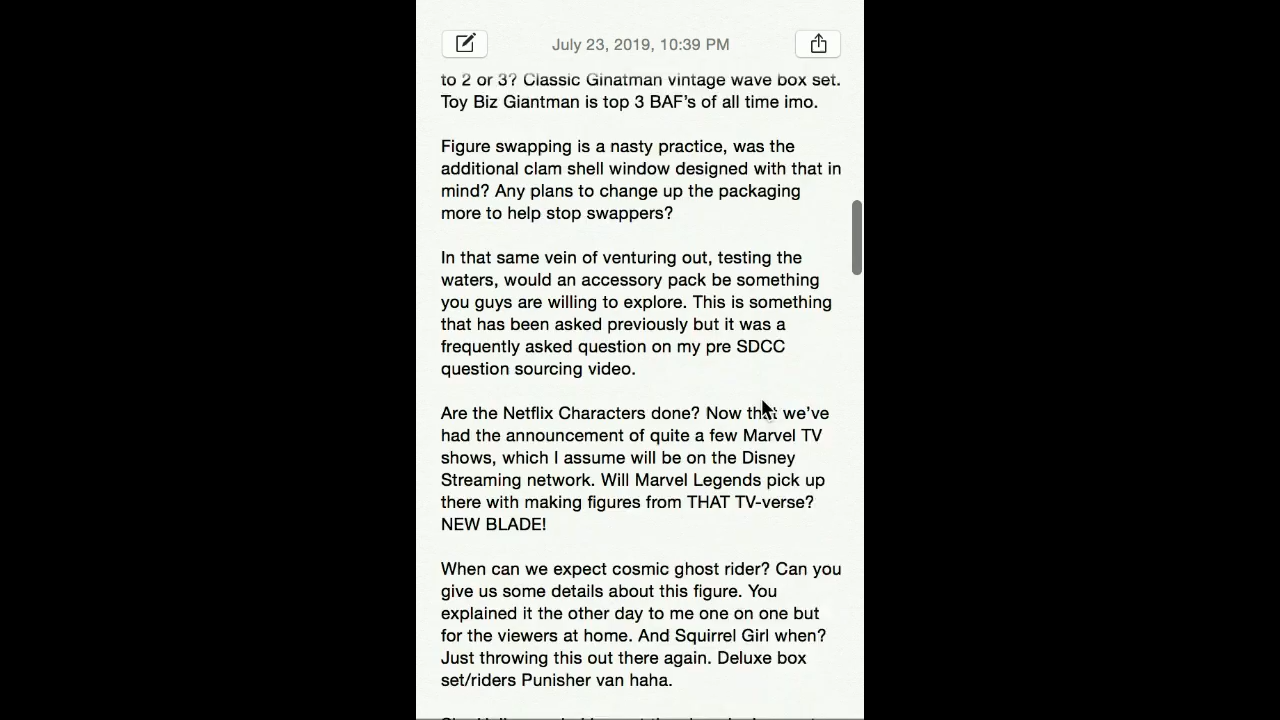 July 23, 2019, 10:39 PM
to 2 or 3? Classic Ginatman vintage wave box set.
Toy Biz Giantman is top 3 BAF's of all time imo.
Figure swapping is a nasty practice, was the
additional clam shell window designed with that in
mind? Any plans to change up the packaging
more to help stop swappers?
In that same vein of venturing out, testing the
waters, would an accessory pack be something
you guys are willing to explore. This is something
that has been asked previously but it was a
frequently asked question on my pre SDCC
question sourcing video.
Are the Netflix Characters done? Now that we've
had the announcement of quite a few Marvel TV
shows, which I assume will be on the Disney
Streaming network. Will Marvel Legends pick up
there with making figures from THAT TV-verse?
NEW BLADE!
When can we expect cosmic ghost rider? Can you
give us some details about this figure. You
explained it the other day to me one on one but
for the viewers at home. And Squirrel Girl when?
Just throwing this out there again. Deluxe box
set/riders Punisher van haha.